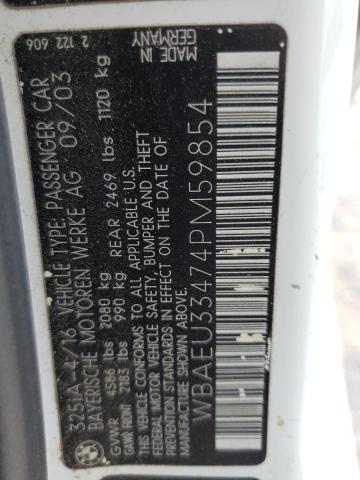 325iA-4/16 VEHICLE TYPE: PASSENGER CAR
BAYERISCHE MOTOREN WERKE AG 09/03
GVWR 4586 lbs 2080 kg
GAWR FRONT 2183 lbs 990 kg REAR 2469 lbs 1120 kg
THIS VEHICLE CONFORMS TO ALL APPLICABLE U.S.
FEDERAL MOTOR VEHICLE SAFETY, BUMPER AND THEFT
PREVENTION STANDARDS IN EFFECT ON THE DATE OF
MANUFACTURE SHOWN ABOVE
WBAEU33474PM59854
MADE IN
GERMANY
2 122 606